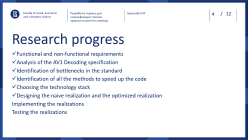 4 / 12
Research progress
✓Functional and non-functional requirements
✓Analysis of the AV1 Decoding specification
✓Identification of bottlenecks in the standard
✓Identification of all the methods to speed up the code
✓Choosing the technology stack
✓Designing the naive realization and the optimized realization
Implementing the realizations
Testing the realizations